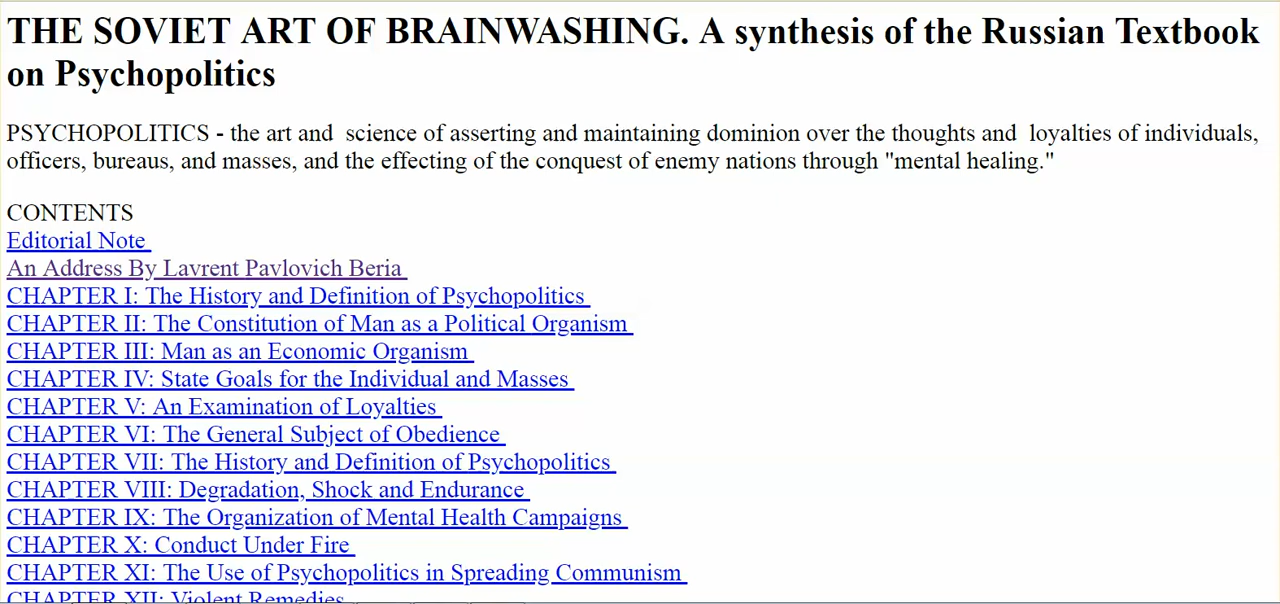 THE SOVIET ART OF BRAINWASHING. A synthesis of the Russian Textbook
on Psychopolitics
PSYCHOPOLITICS - the art and science of asserting and maintaining dominion over the thoughts and loyalties of individuals,
officers, bureaus, and masses, and the effecting of the conquest of enemy nations through "mental healing."
CONTENTS
Editorial Note
An Address By Lavrent Pavlovich Beria
CHAPTER I: The History and Definition of Psychopolitics
CHAPTER II: The Constitution of Man as a Political Organism
CHAPTER III: Man as an Economic Organism
CHAPTER IV: State Goals for the Individual and Masses
CHAPTER V: An Examination of Loyalties
CHAPTER VI: The General Subject of Obedience
CHAPTER VII: The History and Definition of Psychopolitics
CHAPTER VIII: Degradation, Shock and Endurance
CHAPTER IX: The Organization of Mental Health Campaigns
CHAPTER X: Conduct Under Fire
CHAPTER XI: The Use of Psychopolitics in Spreading Communism
CHAPTER XII: Violent Remedies